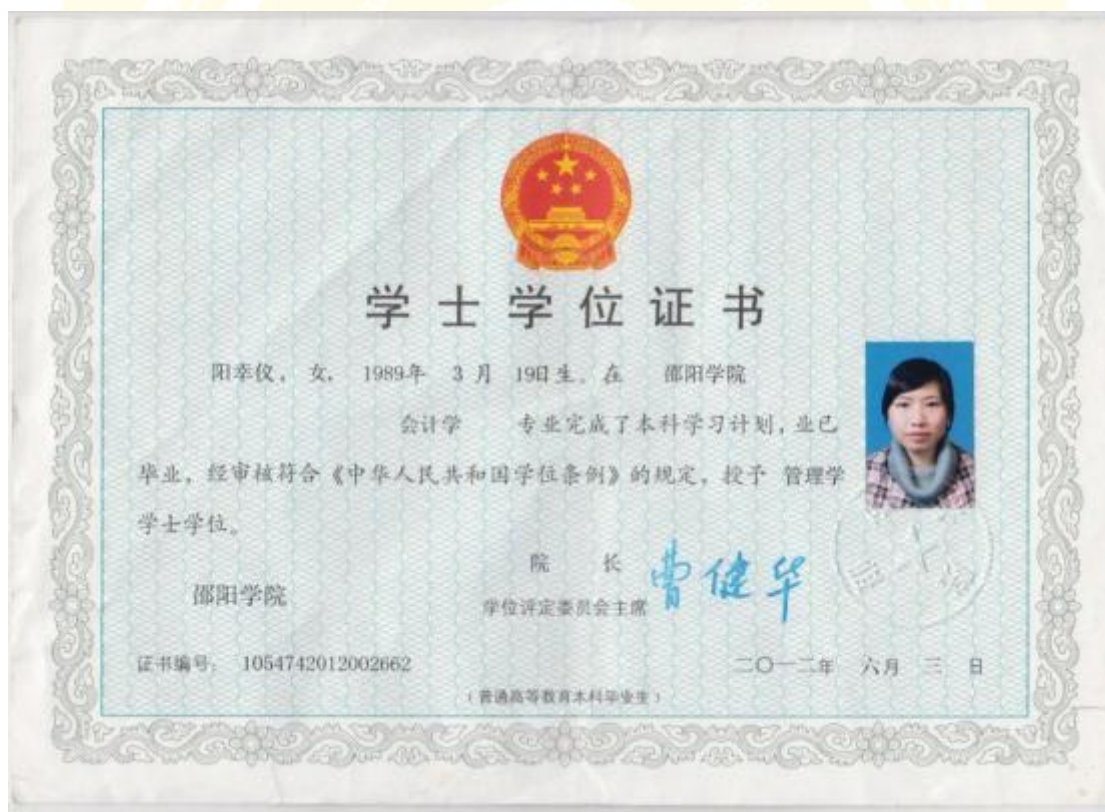 学士学位证书
阳幸仪，女，1989年 3 月 19日生。在 邵阳学院
会计学 专业完成了本科学习计划，业已
毕业，经审核符合《中华人民共和国学位条例》的规定，授予 管理学
学士学位。
院 长 曹健华
邵阳学院
学位评定委员会主席
证书编号：1054742012002662 二〇一二年 六月 三 日
（普通高等教育本科毕业生）